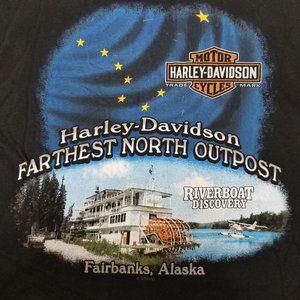 MOTOR
HARLEY-DAVIDSON
TRADE MARK
CYCLES
Harley-Davidson
FARTHEST NORTH OUTPOST
RIVERBOAT
DISCOVERY
Fairbanks, Alaska